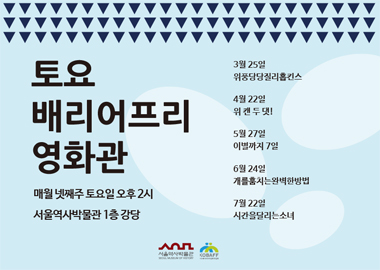 토요
배리어프리
영화관
매월 넷째주 토요일 오후 2시
서울역사박물관 1층 강당
3월 25일
위풍당당질리홉킨스
4월 22일
위 캔 두 댓!
5월 27일
이별까지 7일
6월 24일
개를훔치는완벽한방법
7월 22일
시간을달리는소녀
서울역사박물관
KOBAFF